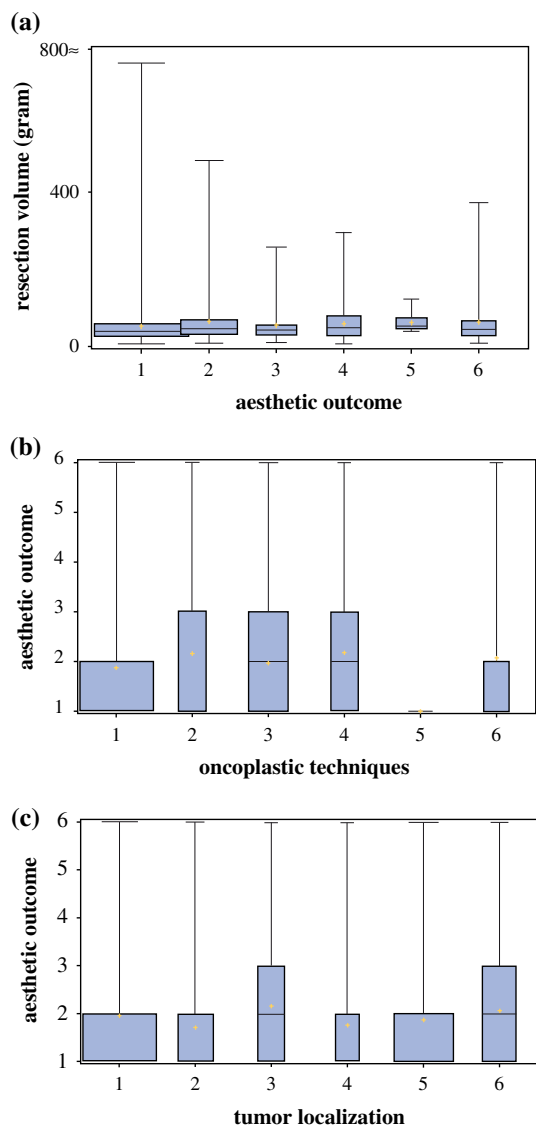 (a)
800≈
400
0
resection volume (gram)
1 2 3 4 5 6
aesthetic outcome
(b)
6
5
4
3
2
1
aesthetic outcome
1 2 3 4 5 6
oncoplastic techniques
(c)
6
5
4
3
2
1
aesthetic outcome
1 2 3 4 5 6
tumor localization